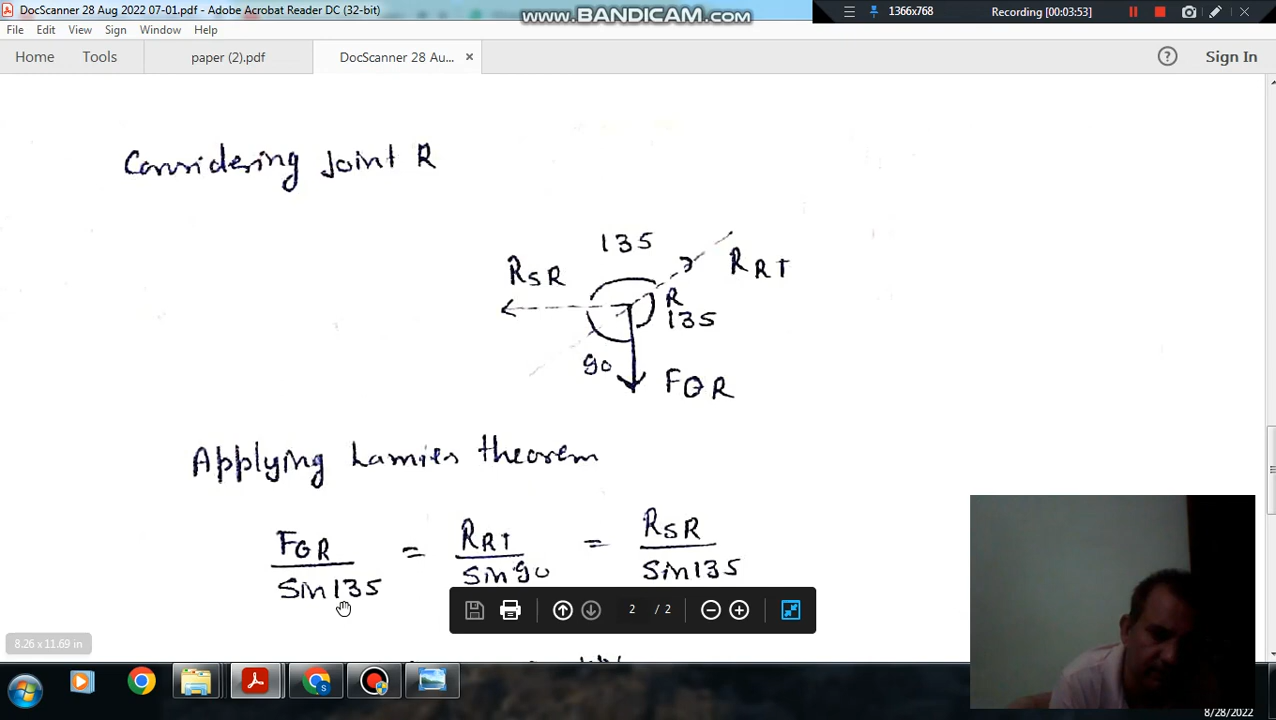 DocScanner 28 Aug 2022 07-01.pdf - Adobe Acrobat Reader DC (32-bit)
www.BANDICAM.com
1366x768
Recording [00:03:53]
File Edit View Sign Window Help
Home Tools paper (2).pdf DocScanner 28 Au... × Sign In
Considering Joint R
135
RSR
RRT
R
135
90
FQR
Applying Lamies theorem
FQR / Sin 135 = RRT / Sin 90 = RSR / Sin 135
2 / 2
8.26 x 11.69 in
8/28/2022